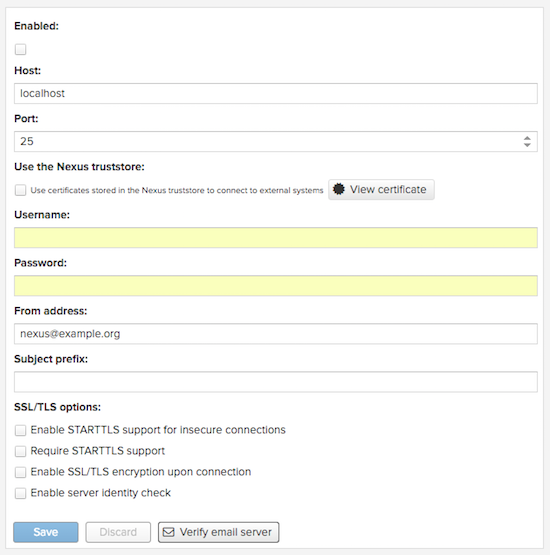 Enabled:
Host:
localhost
Port:
25
Use the Nexus truststore:
Use certificates stored in the Nexus truststore to connect to external systems View certificate
Username:
Password:
From address:
nexus@example.org
Subject prefix:
SSL/TLS options:
Enable STARTTLS support for insecure connections
Require STARTTLS support
Enable SSL/TLS encryption upon connection
Enable server identity check
Save Discard Verify email server